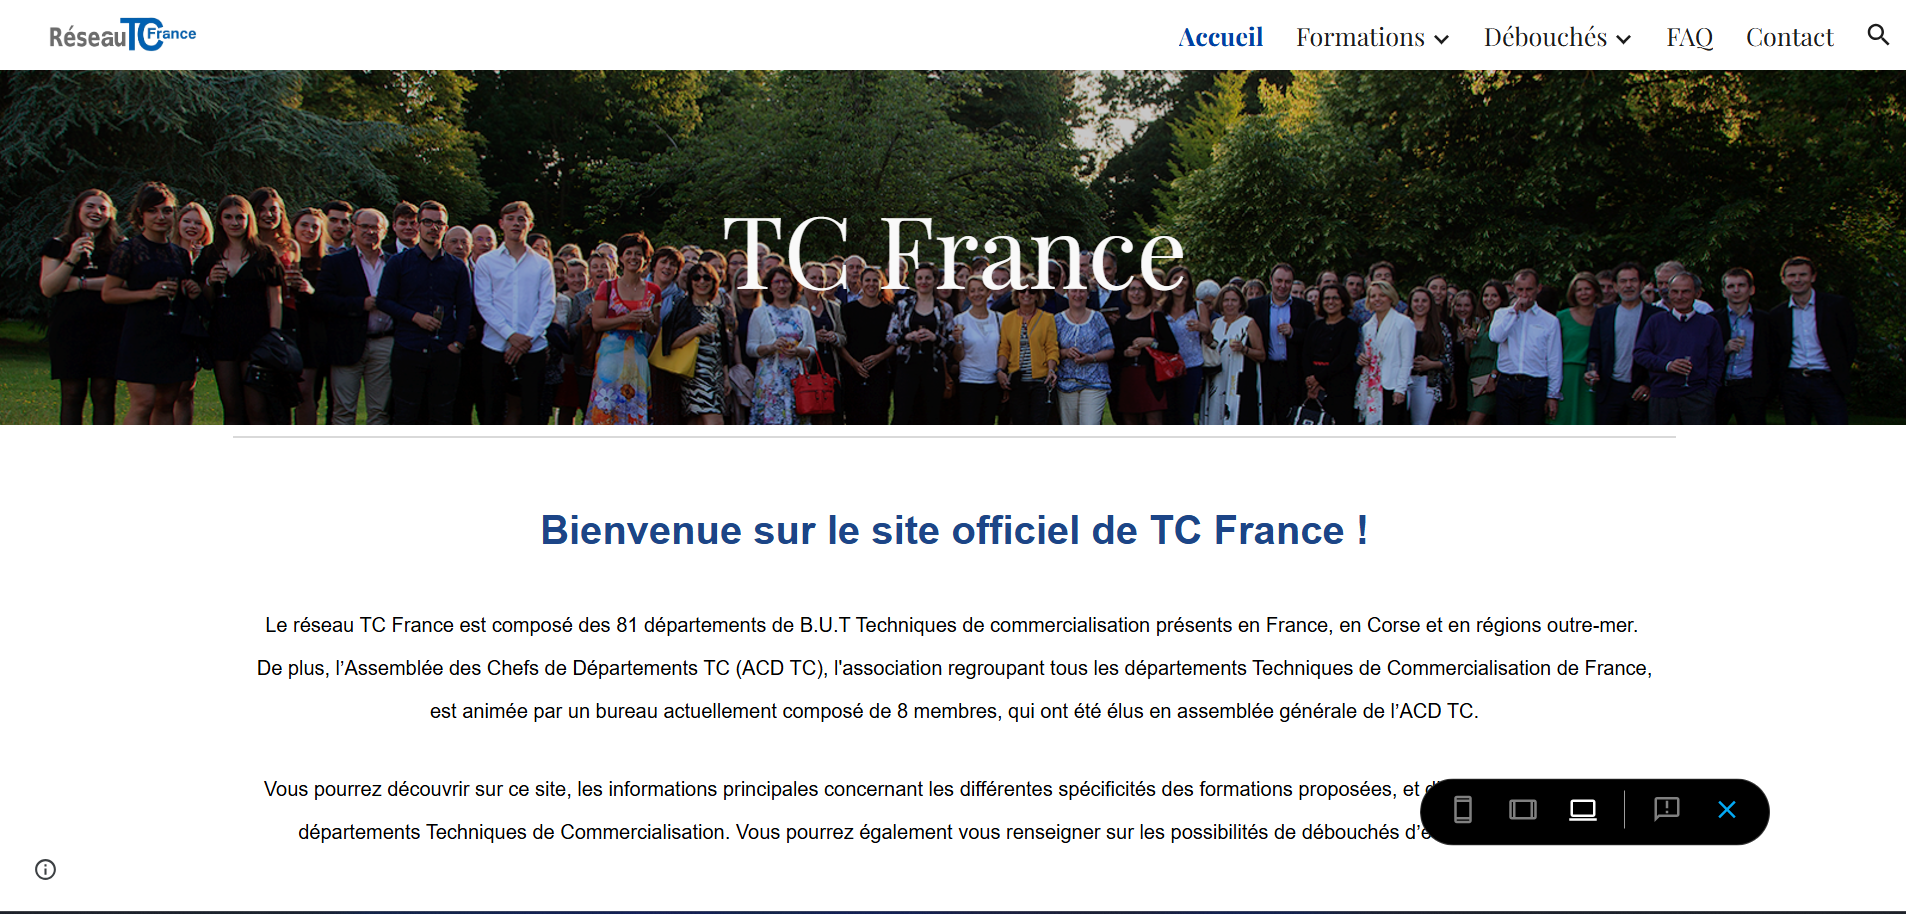 RéseauTC France
Accueil
Formations
Débouchés
FAQ
Contact
TC France
Bienvenue sur le site officiel de TC France !
Le réseau TC France est composé des 81 départements de B.U.T Techniques de commercialisation présents en France, en Corse et en régions outre-mer.
De plus, l’Assemblée des Chefs de Départements TC (ACD TC), l'association regroupant tous les départements Techniques de Commercialisation de France,
est animée par un bureau actuellement composé de 8 membres, qui ont été élus en assemblée générale de l’ACD TC.
Vous pourrez découvrir sur ce site, les informations principales concernant les différentes spécificités des formations proposées, et
départements Techniques de Commercialisation. Vous pourrez également vous renseigner sur les possibilités de débouchés